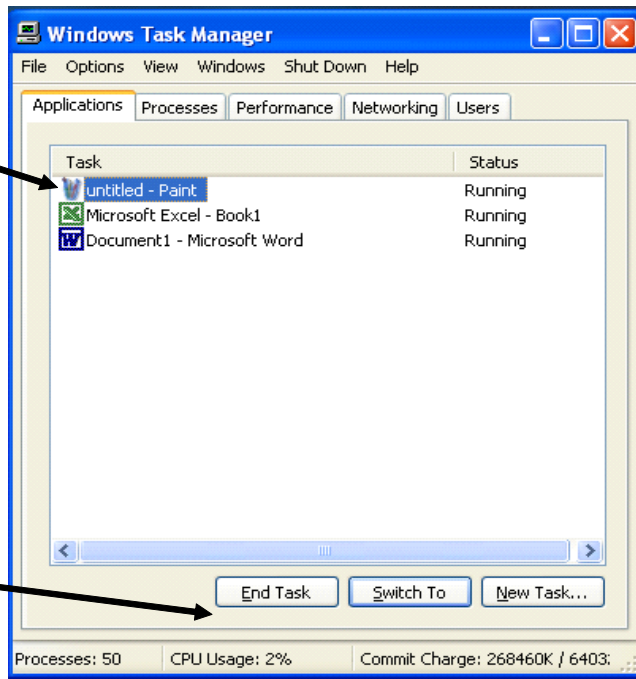 Windows Task Manager
File Options View Windows Shut Down Help
Applications Processes Performance Networking Users
Task Status
untitled - Paint Running
Microsoft Excel - Book1 Running
Document1 - Microsoft Word Running
End Task Switch To New Task...
Processes: 50 CPU Usage: 2% Commit Charge: 268460K / 6403